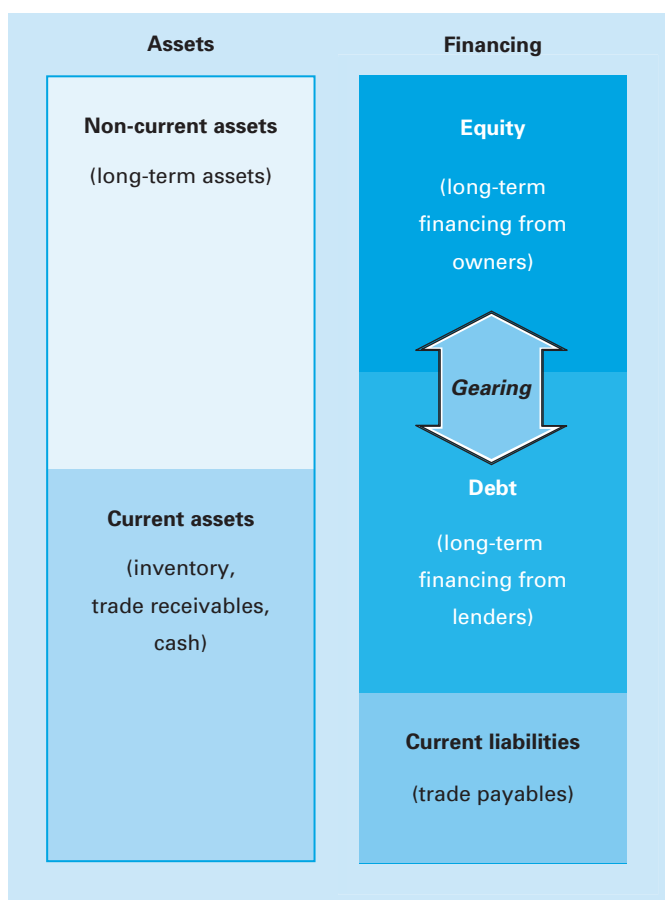 Assets
Non-current assets
(long-term assets)
Current assets
(inventory,
trade receivables,
cash)
Financing
Equity
(long-term
financing from
owners)
Gearing
Debt
(long-term
financing from
lenders)
Current liabilities
(trade payables)